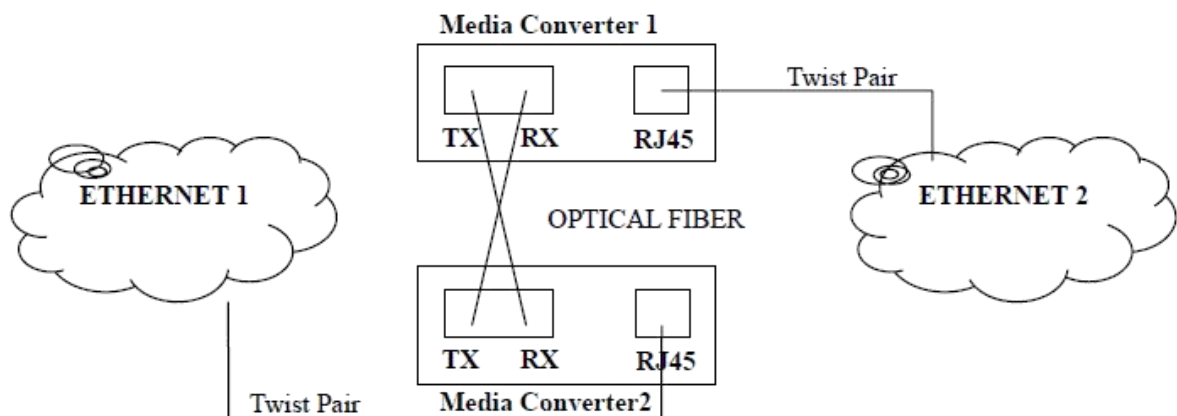 Media Converter 1
Twist Pair
TX RX RJ45
ETHERNET 1
ETHERNET 2
OPTICAL FIBER
TX RX RJ45
Twist Pair
Media Converter2